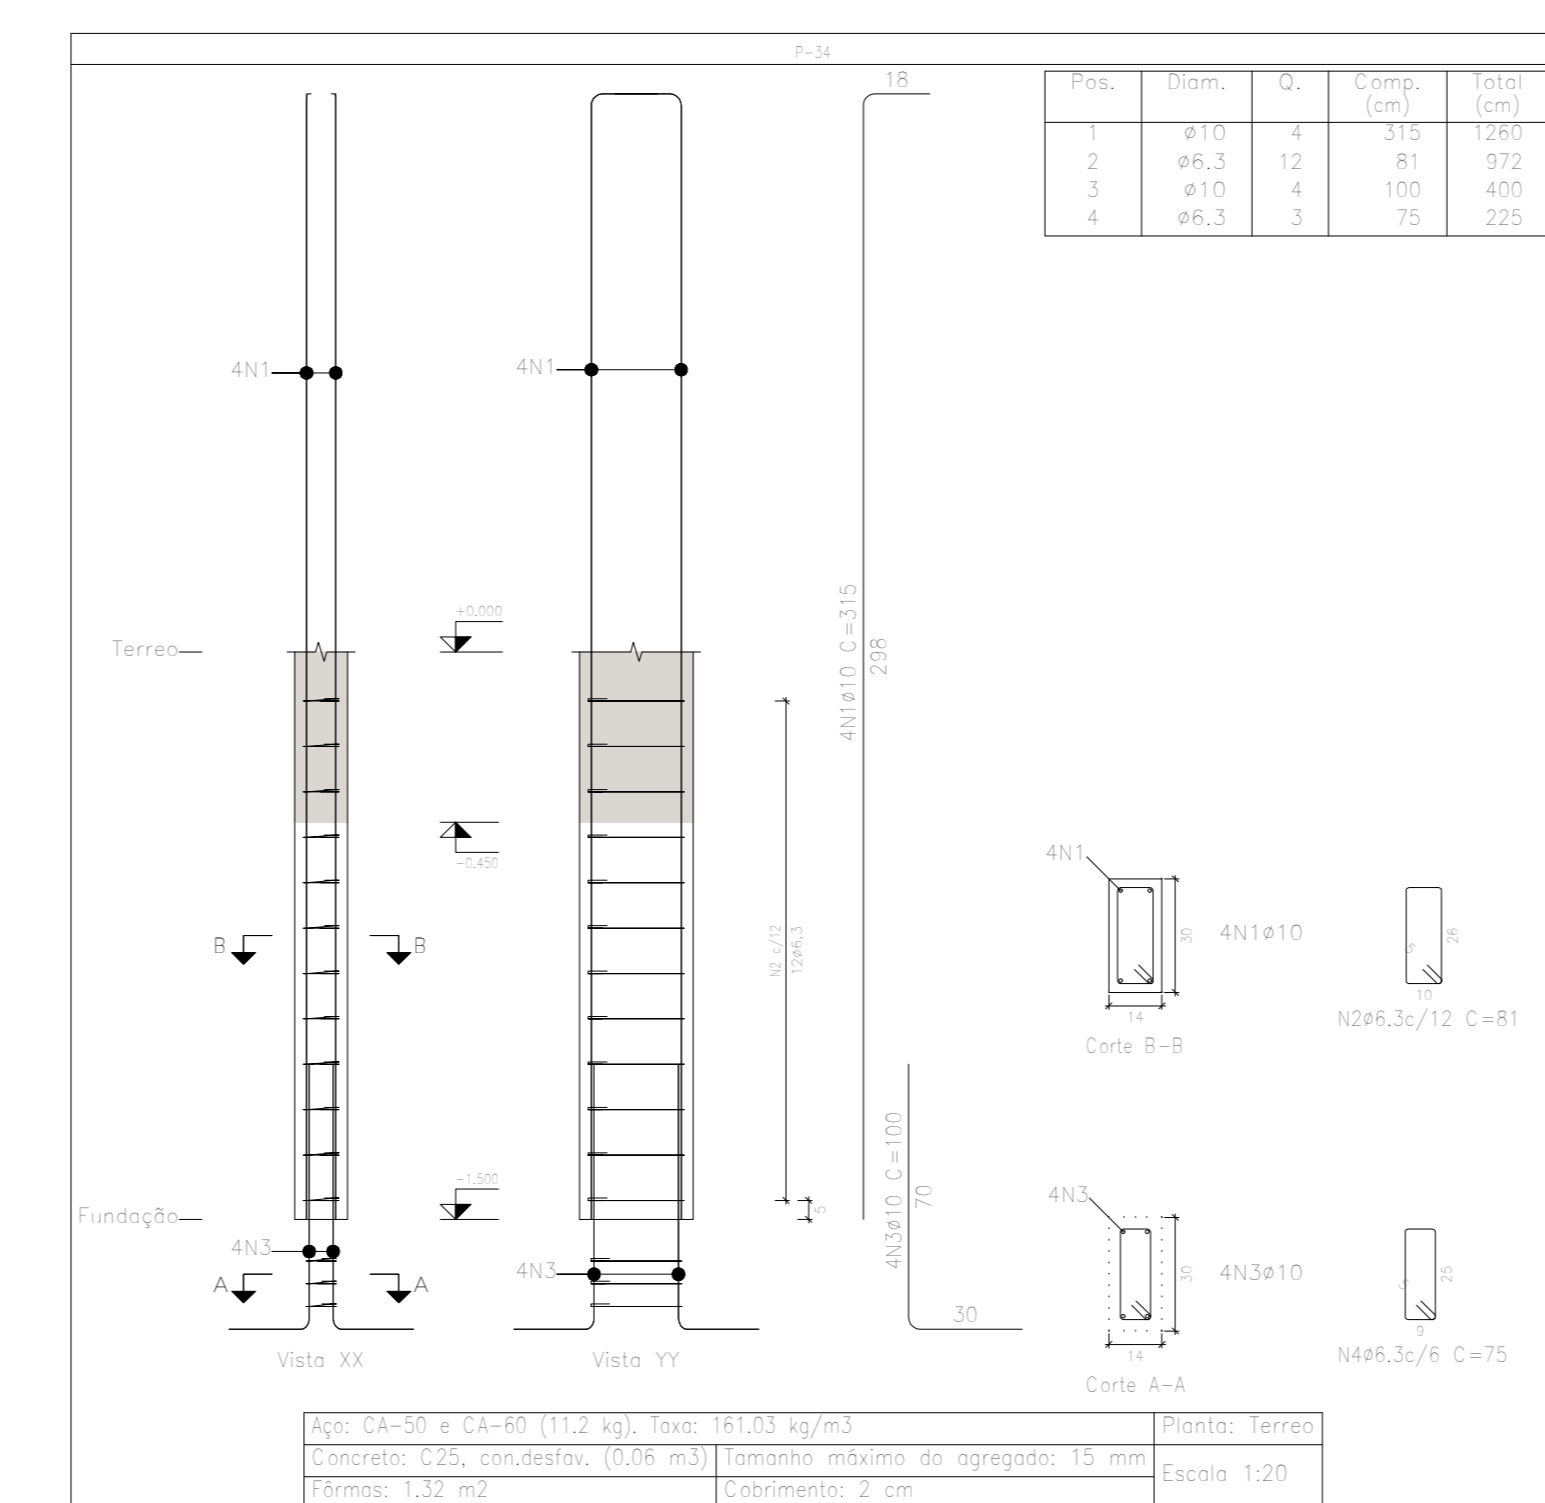 P-34
Pos. Diam. Q. Comp. (cm) Total (cm)
1 ø10 4 315 1260
2 ø6.3 12 81 972
3 ø10 4 100 400
4 ø6.3 3 75 225
18
4N1
4N1
4N1ø10 C=315
298
+0.000
Terreo
-0.450
B
B
N2 c/12
12ø6.3
4N1
30
14
4N1ø10
Corte B-B
5
26
10
N2ø6.3c/12 C=81
-1.500
Fundação
5
4N3
A
A
4N3
4N3ø10 C=100
70
30
4N3
30
14
4N3ø10
Corte A-A
5
25
9
N4ø6.3c/6 C=75
Vista XX
Vista YY
Aço: CA-50 e CA-60 (11.2 kg). Taxa: 161.03 kg/m3
Planta: Terreo
Concreto: C25, con.desfav. (0.06 m3)
Tamanho máximo do agregado: 15 mm
Escala 1:20
Fôrmas: 1.32 m2
Cobrimento: 2 cm